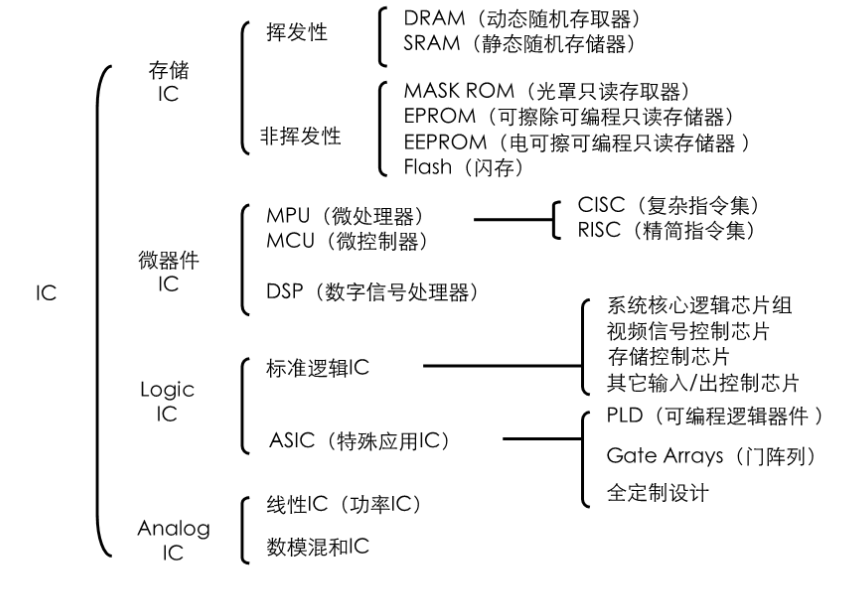 IC
存储
IC
挥发性
DRAM（动态随机存取器）
SRAM（静态随机存储器）
非挥发性
MASK ROM（光罩只读存取器）
EPROM（可擦除可编程只读存储器）
EEPROM（电可擦可编程只读存储器 ）
Flash（闪存）
微器件
IC
MPU（微处理器）
CISC（复杂指令集）
RISC（精简指令集）
MCU（微控制器）
DSP（数字信号处理器）
Logic
IC
标准逻辑IC
系统核心逻辑芯片组
视频信号控制芯片
存储控制芯片
其它输入/出控制芯片
ASIC（特殊应用IC）
PLD（可编程逻辑器件 ）
Gate Arrays（门阵列）
全定制设计
Analog
IC
线性IC（功率IC）
数模混和IC